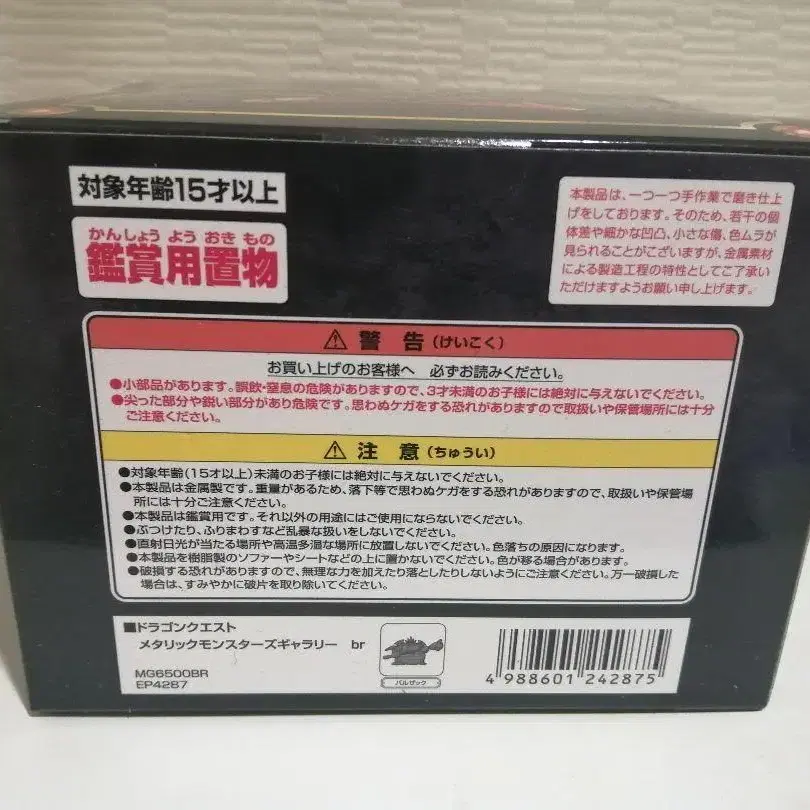 対象年齢15才以上
かんしょう よう おき もの
鑑賞用置物
本製品は、一つ一つ手作業で磨き仕上
げをしております。そのため、若干の個
体差や細かな凹凸、小さな傷、色ムラが
見られることがございますが、金属素材
による製造工程の特性としてご了承い
ただけますようお願い申し上げます。
⚠ 警告(けいこく)
お買い上げのお客様へ 必ずお読みください。
●小部品があります。誤飲・窒息の危険がありますので、3才未満のお子様には絶対に与えないでください。
●尖った部分や鋭い部分があり危険です。思わぬケガをする恐れがありますので取扱いや保管場所には十分
ご注意ください。
⚠ 注意(ちゅうい)
●対象年齢(15才以上)未満のお子様には絶対に与えないでください。
●本製品は金属製です。重量があるため、落下等で思わぬケガをする恐れがありますので、取扱いや保管場
所には十分ご注意ください。
●本製品は鑑賞用です。それ以外の用途にはご使用にならないでください。
●ぶつけたり、ふりまわすなど乱暴な扱いをしないでください。
●直射日光が当たる場所や高温多湿な場所に放置しないでください。色落ちの原因になります。
●本製品を樹脂製のソファーやシートなどの上に置かないでください。色が移る場合があります。
●破損する恐れがありますので、無理な力を加えたり落としたりしないようにご注意ください。万一破損した
場合は、すみやかに破片を取り除いてください。
■ドラゴンクエスト
メタリックモンスターズギャラリー br
MG6500BR
EP4287
バルザック
4 988601 242875